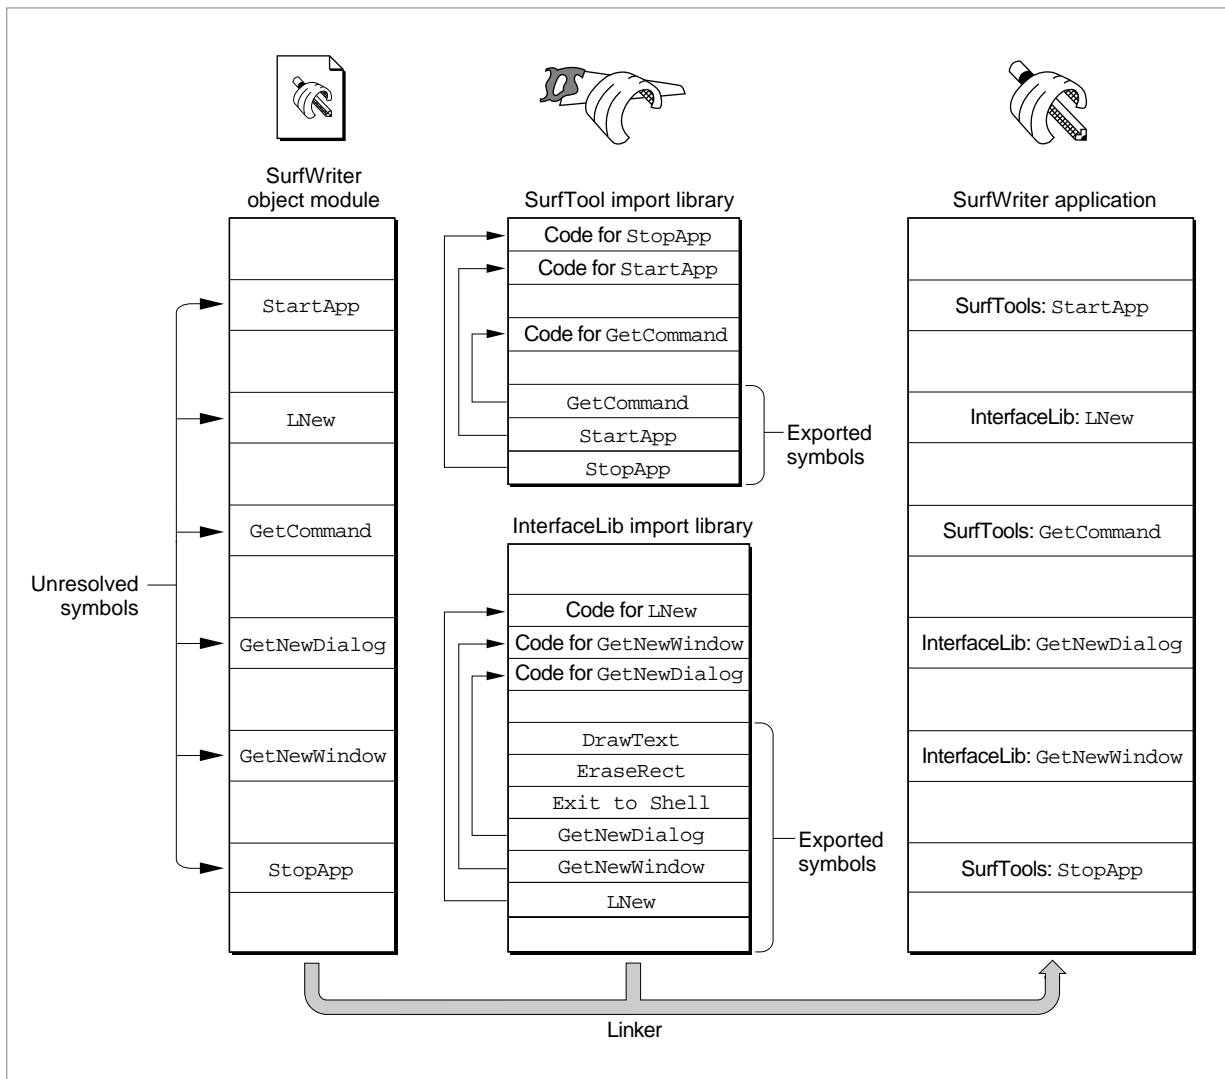 SurfWriter
object module
StartApp
LNew
GetCommand
GetNewDialog
GetNewWindow
StopApp
Unresolved
symbols
SurfTool import library
Code for StopApp
Code for StartApp
Code for GetCommand
GetCommand
StartApp
StopApp
Exported
symbols
InterfaceLib import library
Code for LNew
Code for GetNewWindow
Code for GetNewDialog
DrawText
EraseRect
Exit to Shell
GetNewDialog
GetNewWindow
LNew
Exported
symbols
SurfWriter application
SurfTools: StartApp
InterfaceLib: LNew
SurfTools: GetCommand
InterfaceLib: GetNewDialog
InterfaceLib: GetNewWindow
SurfTools: StopApp
Linker